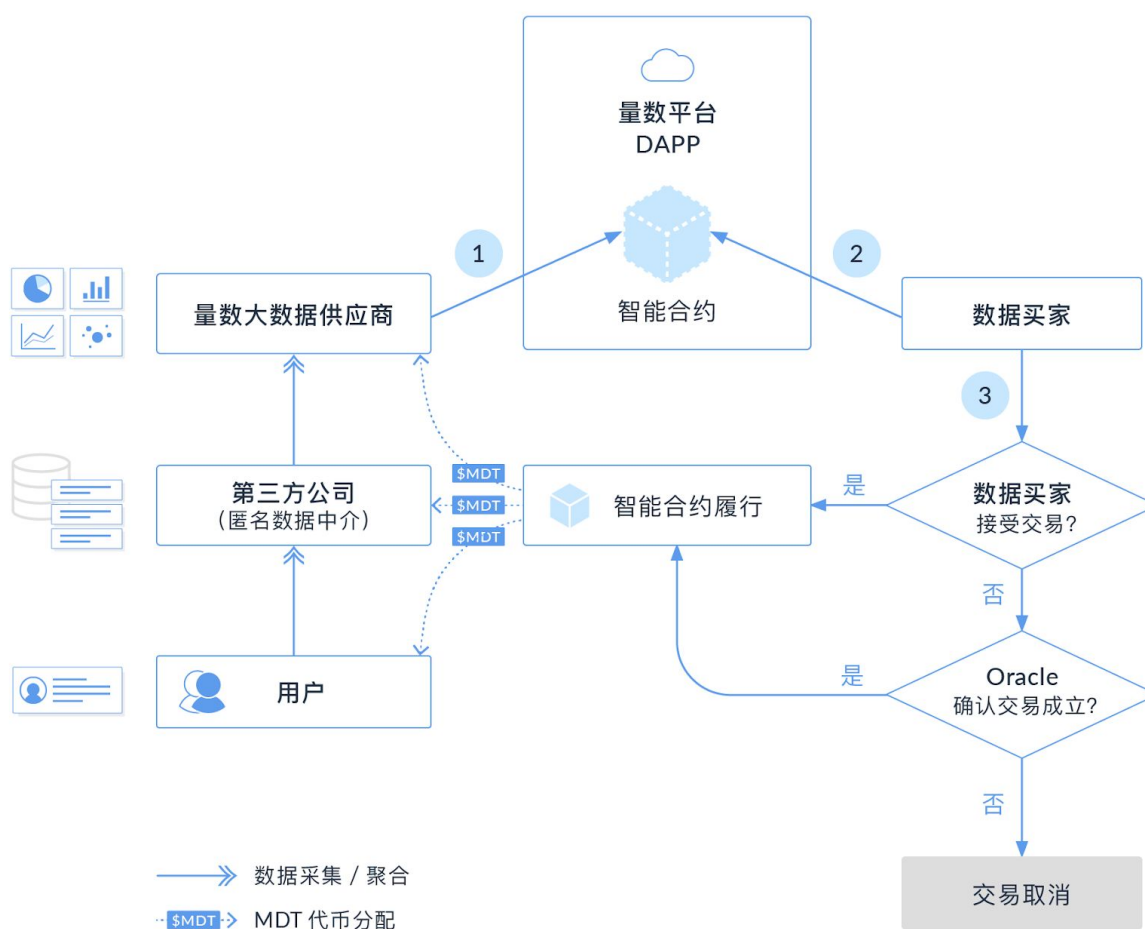 量数平台
DAPP
1
2
智能合约
量数大数据供应商
数据买家
3
$MDT
第三方公司
(匿名数据中介)
$MDT
$MDT
智能合约履行
是
数据买家
接受交易?
否
用户
是
Oracle
确认交易成立?
否
数据采集 / 聚合
交易取消
$MDT
MDT 代币分配